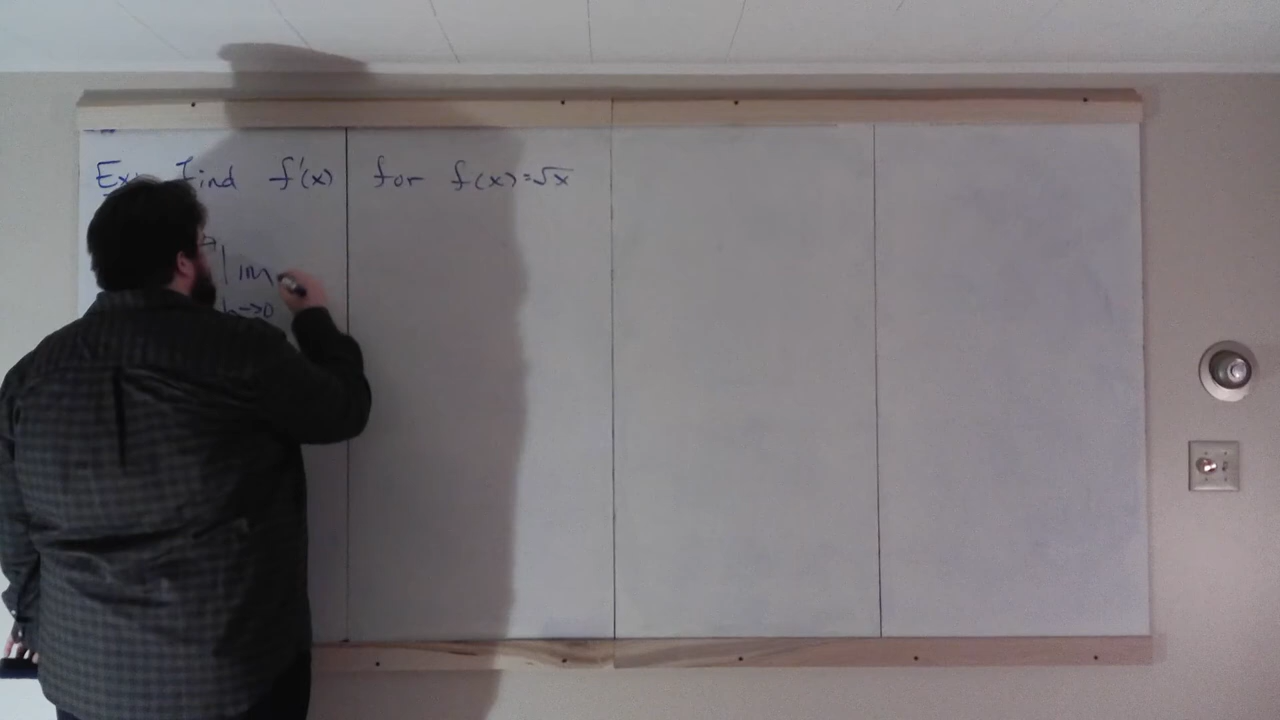 Ex: Find f'(x) for f(x)=√x
lim
h→0